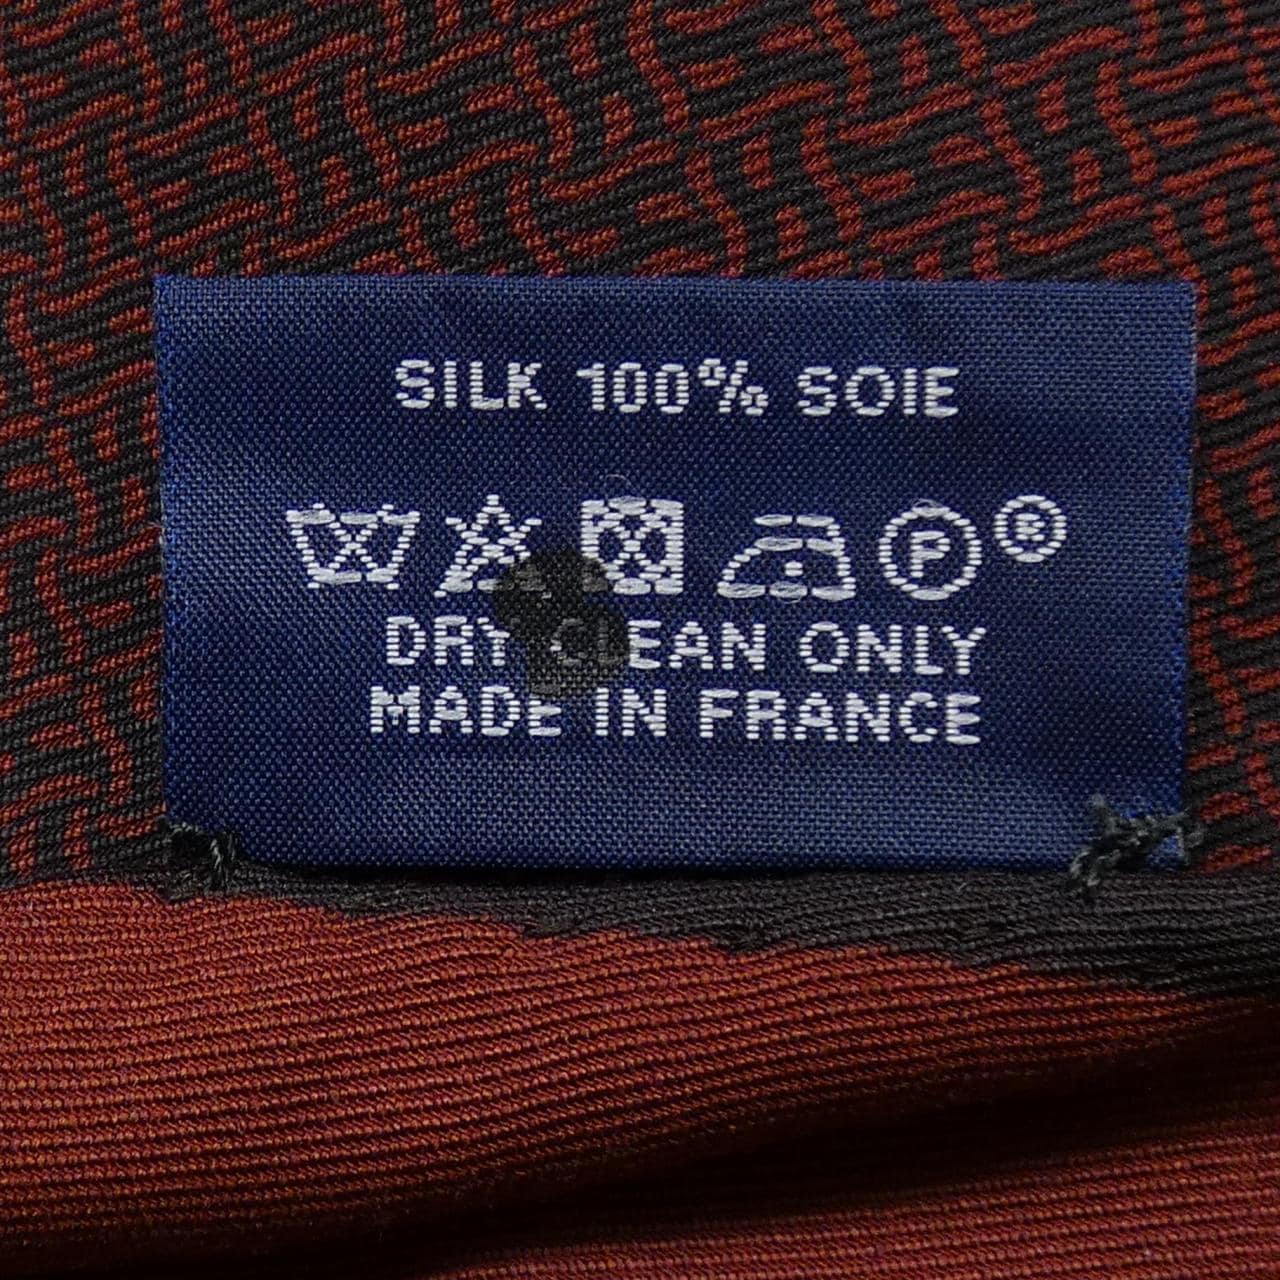 SILK 100% SOIE
P ®
DRY CLEAN ONLY
MADE IN FRANCE